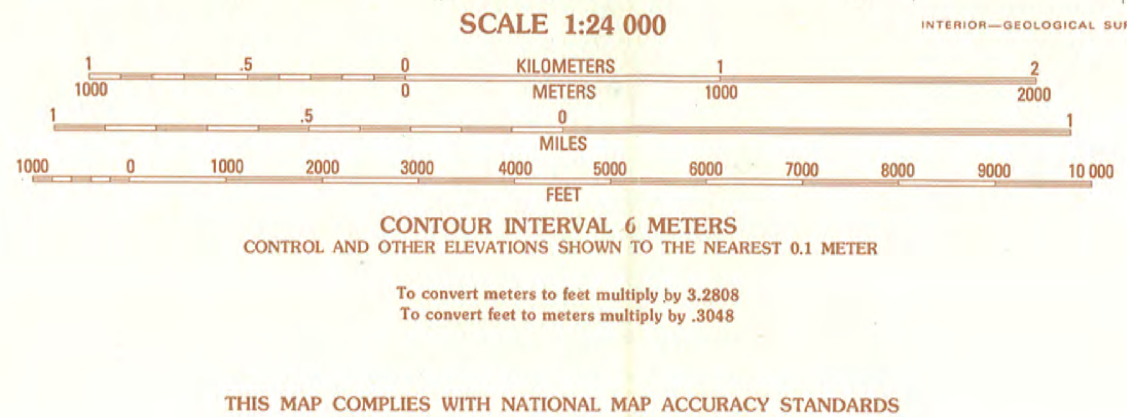 SCALE 1:24 000
INTERIOR—GEOLOGICAL
1 .5 0 KILOMETERS 1 2
1000 0 METERS 1000 2000
1 .5 0 1
MILES
1000 0 1000 2000 3000 4000 5000 6000 7000 8000 9000 10 000
FEET
CONTOUR INTERVAL 6 METERS
CONTROL AND OTHER ELEVATIONS SHOWN TO THE NEAREST 0.1 METER
To convert meters to feet multiply by 3.2808
To convert feet to meters multiply by .3048
THIS MAP COMPLIES WITH NATIONAL MAP ACCURACY STANDARDS